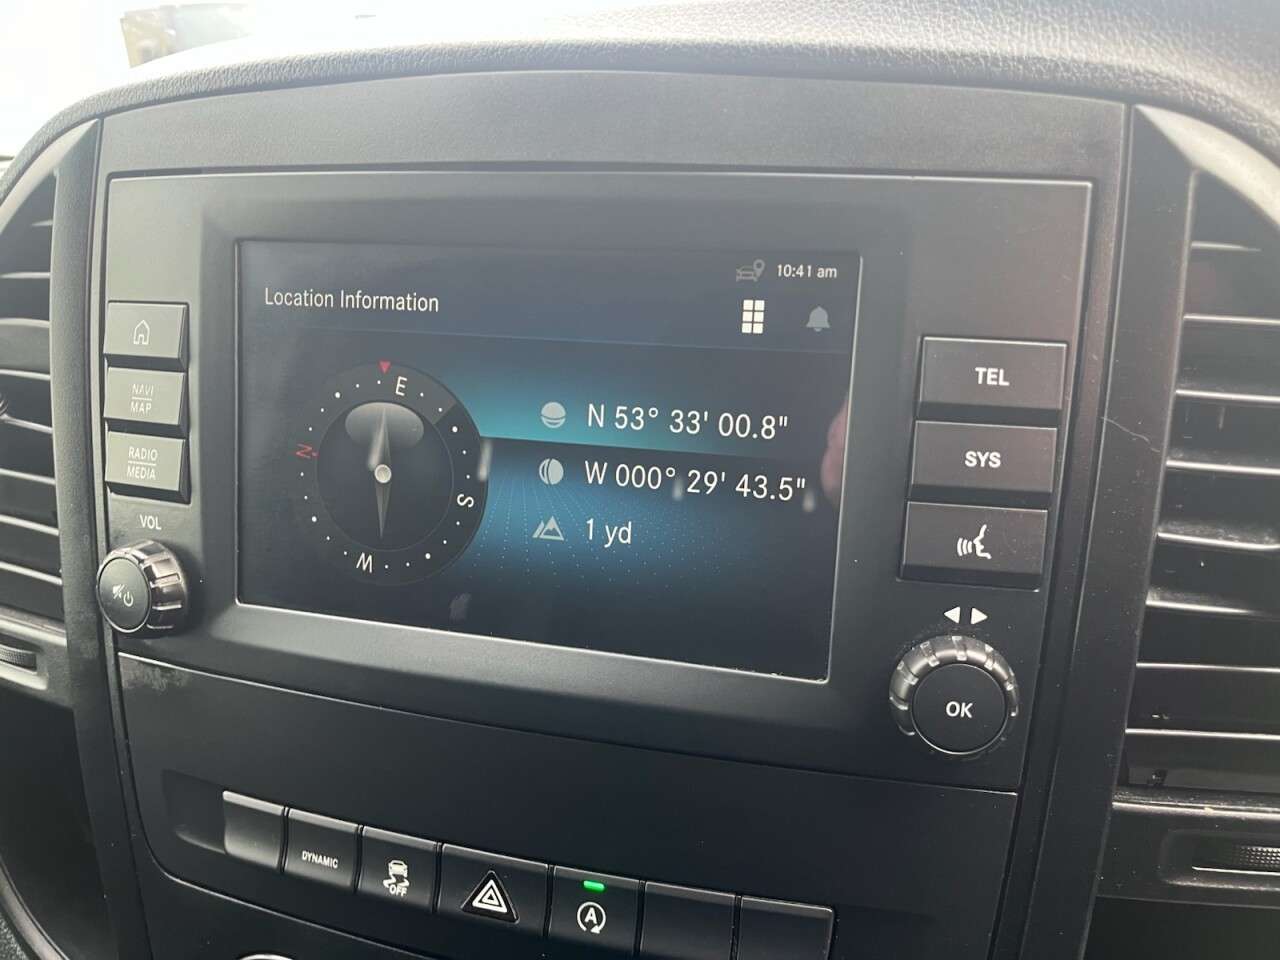 10:41 am
Location Information
E
N
S
W
N 53° 33' 00.8"
W 000° 29' 43.5"
1 yd
NAVI
MAP
RADIO
MEDIA
VOL
TEL
SYS
OK
DYNAMIC
OFF
A